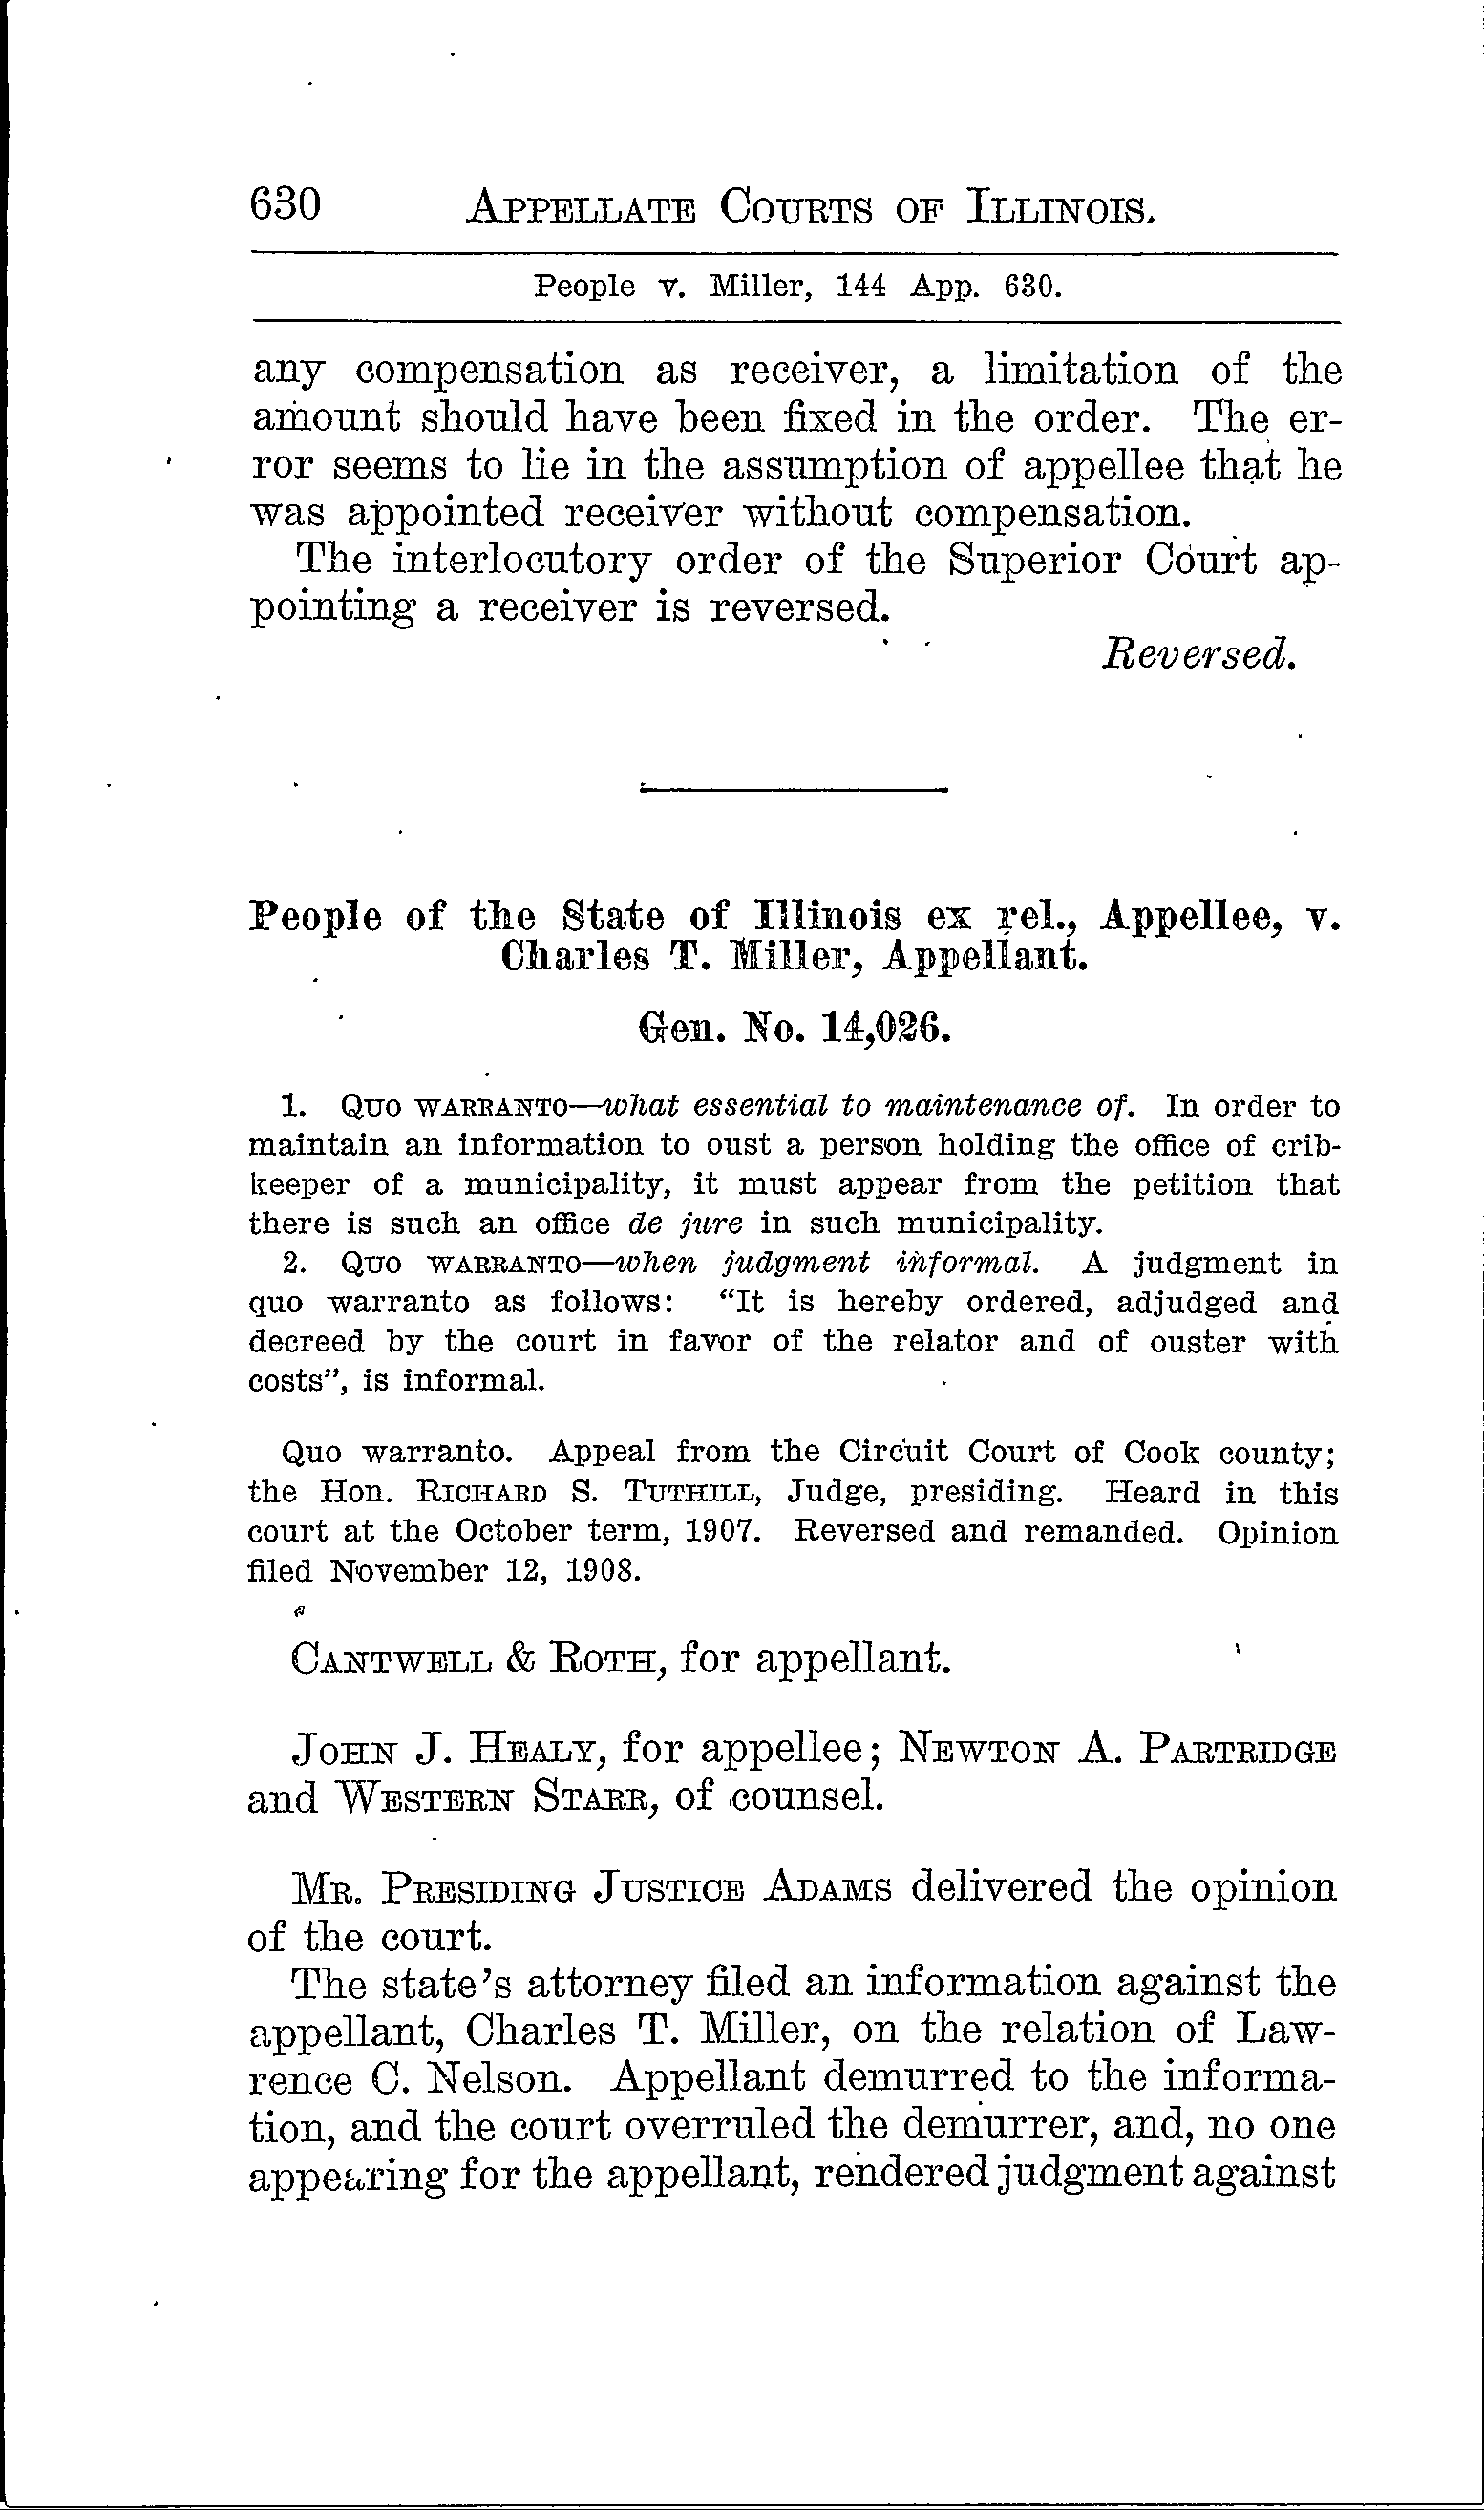 630 APPELLATE COURTS OF ILLINOIS.
People v. Miller, 144 App. 630.
any compensation as receiver, a limitation of the
amount should have been fixed in the order. The er-
ror seems to lie in the assumption of appellee that he
was appointed receiver without compensation.
The interlocutory order of the Superior Court ap-
pointing a receiver is reversed.
Reversed.
People of the State of Illinois ex rel., Appellee, v.
Charles T. Miller, Appellant.
Gen. No. 14,026.
1. QUO WARRANTO—what essential to maintenance of. In order to
maintain an information to oust a person holding the office of crib-
keeper of a municipality, it must appear from the petition that
there is such an office de jure in such municipality.
2. QUO WARRANTO—when judgment informal. A judgment in
quo warranto as follows: "It is hereby ordered, adjudged and
decreed by the court in favor of the relator and of ouster with
costs", is informal.
Quo warranto. Appeal from the Circuit Court of Cook county;
the Hon. RICHARD S. TUTHILL, Judge, presiding. Heard in this
court at the October term, 1907. Reversed and remanded. Opinion
filed November 12, 1908.
CANTWELL & ROTH, for appellant.
JOHN J. HEALY, for appellee; NEWTON A. PARTRIDGE
and WESTERN STARR, of counsel.
MR. PRESIDING JUSTICE ADAMS delivered the opinion
of the court.
The state's attorney filed an information against the
appellant, Charles T. Miller, on the relation of Law-
rence C. Nelson. Appellant demurred to the informa-
tion, and the court overruled the demurrer, and, no one
appearing for the appellant, rendered judgment against